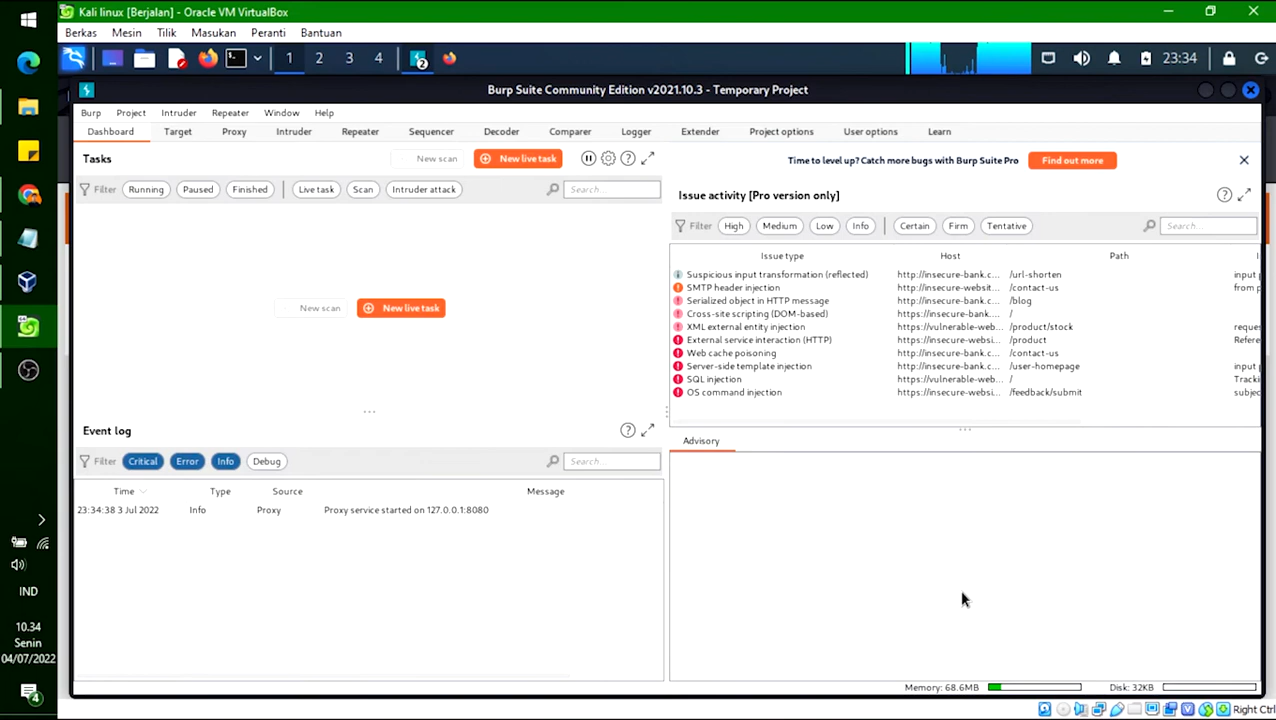 Kali linux [Berjalan] - Oracle VM VirtualBox
Berkas Mesin Tilik Masukan Peranti Bantuan
1 2 3 4 2 23:34
Burp Suite Community Edition v2021.10.3 - Temporary Project
Burp Project Intruder Repeater Window Help
Dashboard Target Proxy Intruder Repeater Sequencer Decoder Comparer Logger Extender Project options User options Learn
Tasks New scan New live task
Time to level up? Catch more bugs with Burp Suite Pro Find out more
Filter Running Paused Finished Live task Scan Intruder attack Search...
Issue activity [Pro version only]
Filter High Medium Low Info Certain Firm Tentative Search...
Issue type Host Path
Suspicious input transformation (reflected) http://insecure-bank.c... /url-shorten input p
SMTP header injection http://insecure-websit... /contact-us from p
Serialized object in HTTP message http://insecure-bank.c... /blog
Cross-site scripting (DOM-based) https://insecure-bank.... /
XML external entity injection https://vulnerable-web... /product/stock reques
External service interaction (HTTP) https://insecure-websi... /product Refere
Web cache poisoning http://insecure-bank.c... /contact-us
Server-side template injection http://insecure-bank.c... /user-homepage input p
SQL injection https://vulnerable-web... / Tracki
OS command injection https://insecure-websi... /feedback/submit subjec
New scan New live task
Event log
Filter Critical Error Info Debug Search...
Time Type Source Message
23:34:38 3 Jul 2022 Info Proxy Proxy service started on 127.0.0.1:8080
Advisory
Memory: 68.6MB Disk: 32KB
Right Ctrl
IND
10.34
Senin
04/07/2022
4